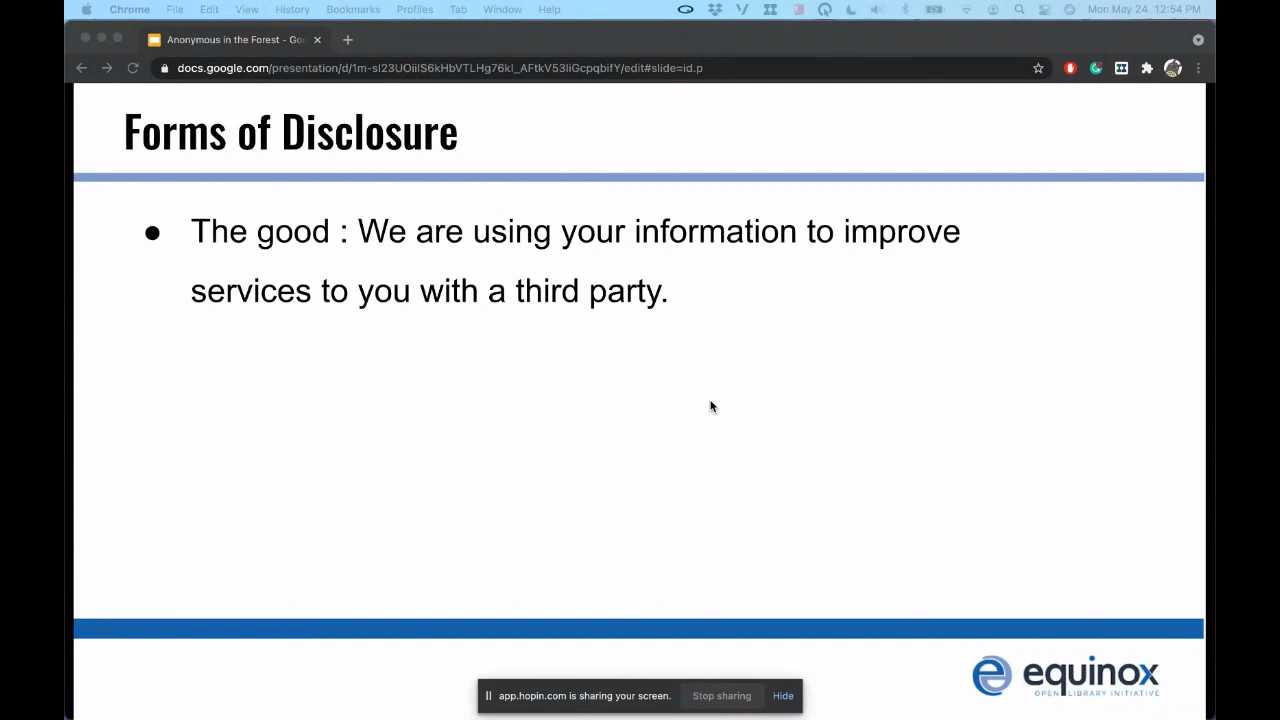 Chrome File Edit View History Bookmarks Profiles Tab Window Help Mon May 24 12:54 PM
Anonymous in the Forest - Goo
docs.google.com/presentation/d/1m-sI23UOiiIS6kHbVTLHg76kI_AFtkV53IiGcpqbifY/edit#slide=id.p
Forms of Disclosure
● The good : We are using your information to improve
services to you with a third party.
equinox
OPEN LIBRARY INITIATIVE
app.hopin.com is sharing your screen. Stop sharing Hide